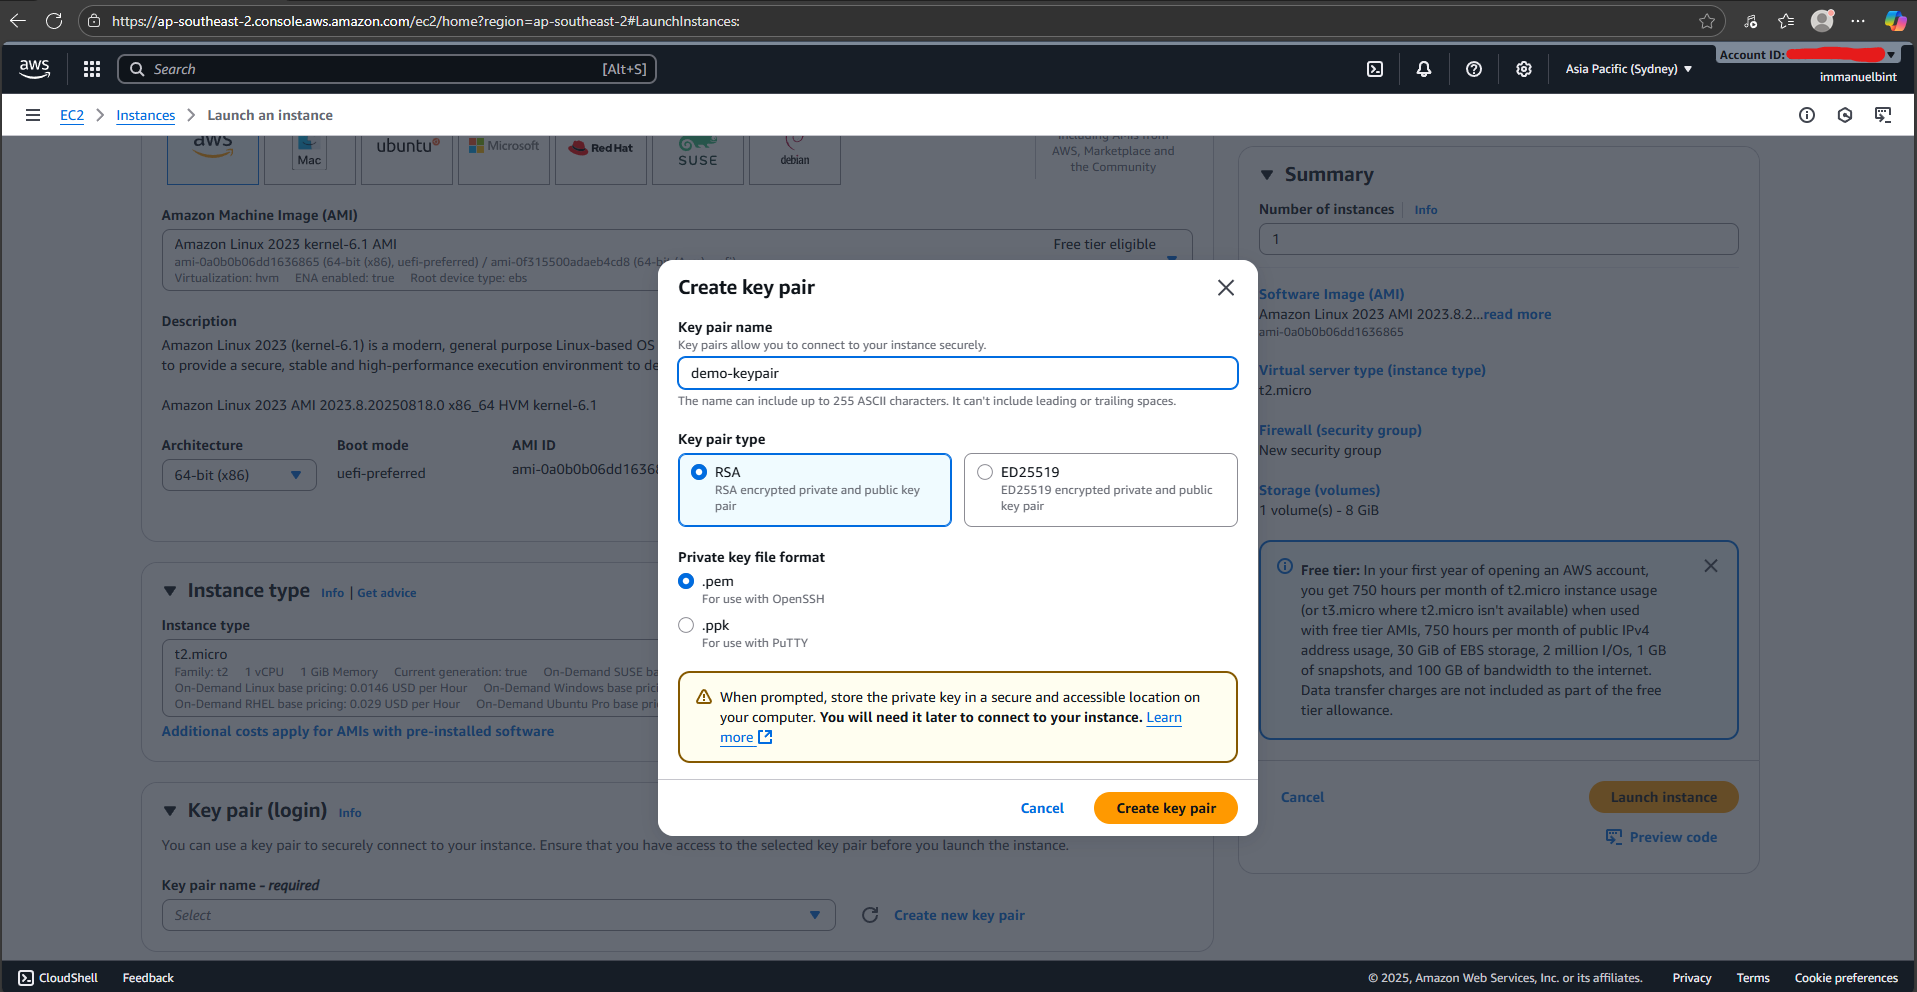 https://ap-southeast-2.console.aws.amazon.com/ec2/home?region=ap-southeast-2#LaunchInstances:
aws
Search
[Alt+S]
Asia Pacific (Sydney)
Account ID:
immanuelbint
EC2
Instances
Launch an instance
aws
Mac
ubuntu
Microsoft
Red Hat
SUSE
debian
including AMIs from
AWS, Marketplace and
the Community
Amazon Machine Image (AMI)
Amazon Linux 2023 kernel-6.1 AMI
Free tier eligible
ami-0a0b0b06dd1636865 (64-bit (x86), uefi-preferred) / ami-0f315500adaeb4cd8 (64-bit
Virtualization: hvm ENA enabled: true Root device type: ebs
Description
Amazon Linux 2023 (kernel-6.1) is a modern, general purpose Linux-based OS
to provide a secure, stable and high-performance execution environment to de
Amazon Linux 2023 AMI 2023.8.20250818.0 x86_64 HVM kernel-6.1
Architecture
Boot mode
AMI ID
64-bit (x86)
uefi-preferred
ami-0a0b0b06dd16368
Instance type
Info | Get advice
Instance type
t2.micro
Family: t2 1 vCPU 1 GiB Memory Current generation: true On-Demand SUSE ba
On-Demand Linux base pricing: 0.0146 USD per Hour On-Demand Windows base pric
On-Demand RHEL base pricing: 0.029 USD per Hour On-Demand Ubuntu Pro base pr
Additional costs apply for AMIs with pre-installed software
Key pair (login) Info
You can use a key pair to securely connect to your instance. Ensure that you have access to the selected key pair before you launch the instance.
Key pair name - required
Select
Create new key pair
Create key pair
Key pair name
Key pairs allow you to connect to your instance securely.
demo-keypair
The name can include up to 255 ASCII characters. It can't include leading or trailing spaces.
Key pair type
RSA
RSA encrypted private and public key
pair
ED25519
ED25519 encrypted private and public
key pair
Private key file format
.pem
For use with OpenSSH
.ppk
For use with PuTTY
When prompted, store the private key in a secure and accessible location on
your computer. You will need it later to connect to your instance. Learn
more
Cancel
Create key pair
Summary
Number of instances Info
1
Software Image (AMI)
Amazon Linux 2023 AMI 2023.8.2...read more
ami-0a0b0b06dd1636865
Virtual server type (instance type)
t2.micro
Firewall (security group)
New security group
Storage (volumes)
1 volume(s) - 8 GiB
Free tier: In your first year of opening an AWS account,
you get 750 hours per month of t2.micro instance usage
(or t3.micro where t2.micro isn't available) when used
with free tier AMIs, 750 hours per month of public IPv4
address usage, 30 GiB of EBS storage, 2 million I/Os, 1 GB
of snapshots, and 100 GB of bandwidth to the internet.
Data transfer charges are not included as part of the free
tier allowance.
Cancel
Launch instance
Preview code
CloudShell
Feedback
© 2025, Amazon Web Services, Inc. or its affiliates.
Privacy
Terms
Cookie preferences